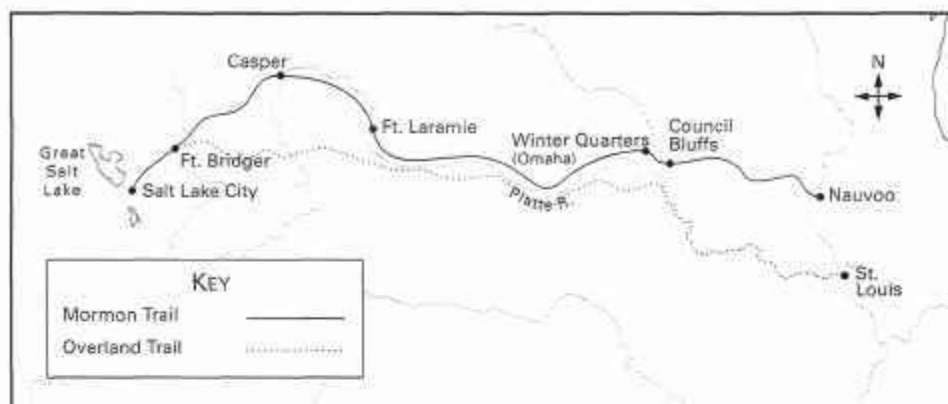 Casper
N
Ft. Laramie
Winter Quarters
(Omaha)
Council
Bluffs
Great
Salt
Lake
Ft. Bridger
Salt Lake City
Platte R.
Nauvoo
St.
Louis
KEY
Mormon Trail
Overland Trail